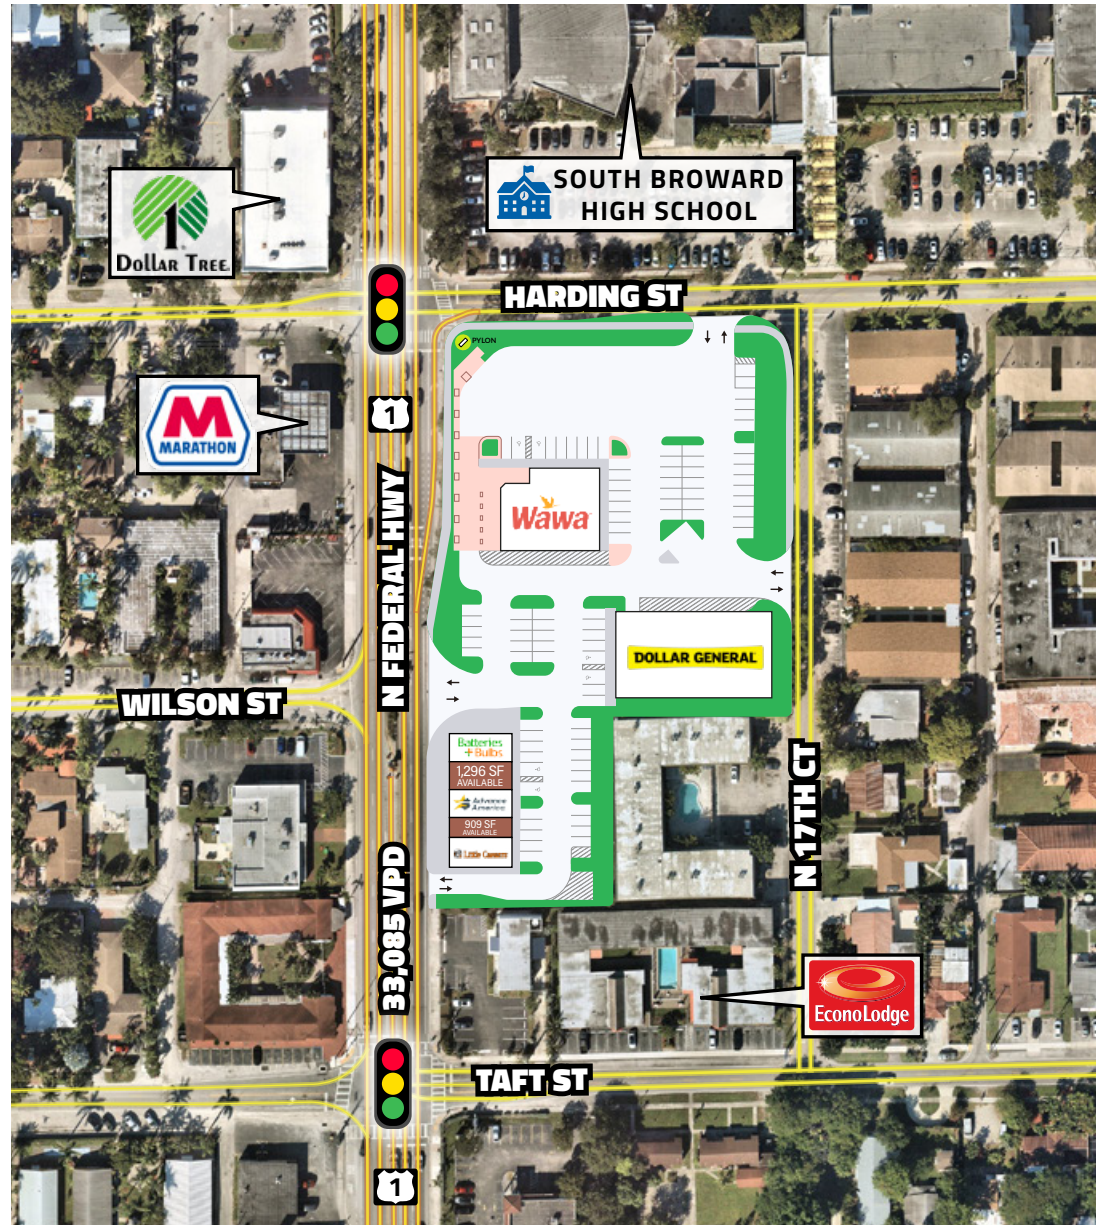 SOUTH BROWARD
HIGH SCHOOL
1
DOLLAR TREE
HARDING ST
PYLON
1
M
MARATHON
Wawa
N FEDERAL HWY
DOLLAR GENERAL
WILSON ST
Batteries
+ Bulbs
1,296 SF
AVAILABLE
Advance
America
909 SF
AVAILABLE
Little Caesars
N 17TH CT
33,085 VPD
EconoLodge
TAFT ST
1